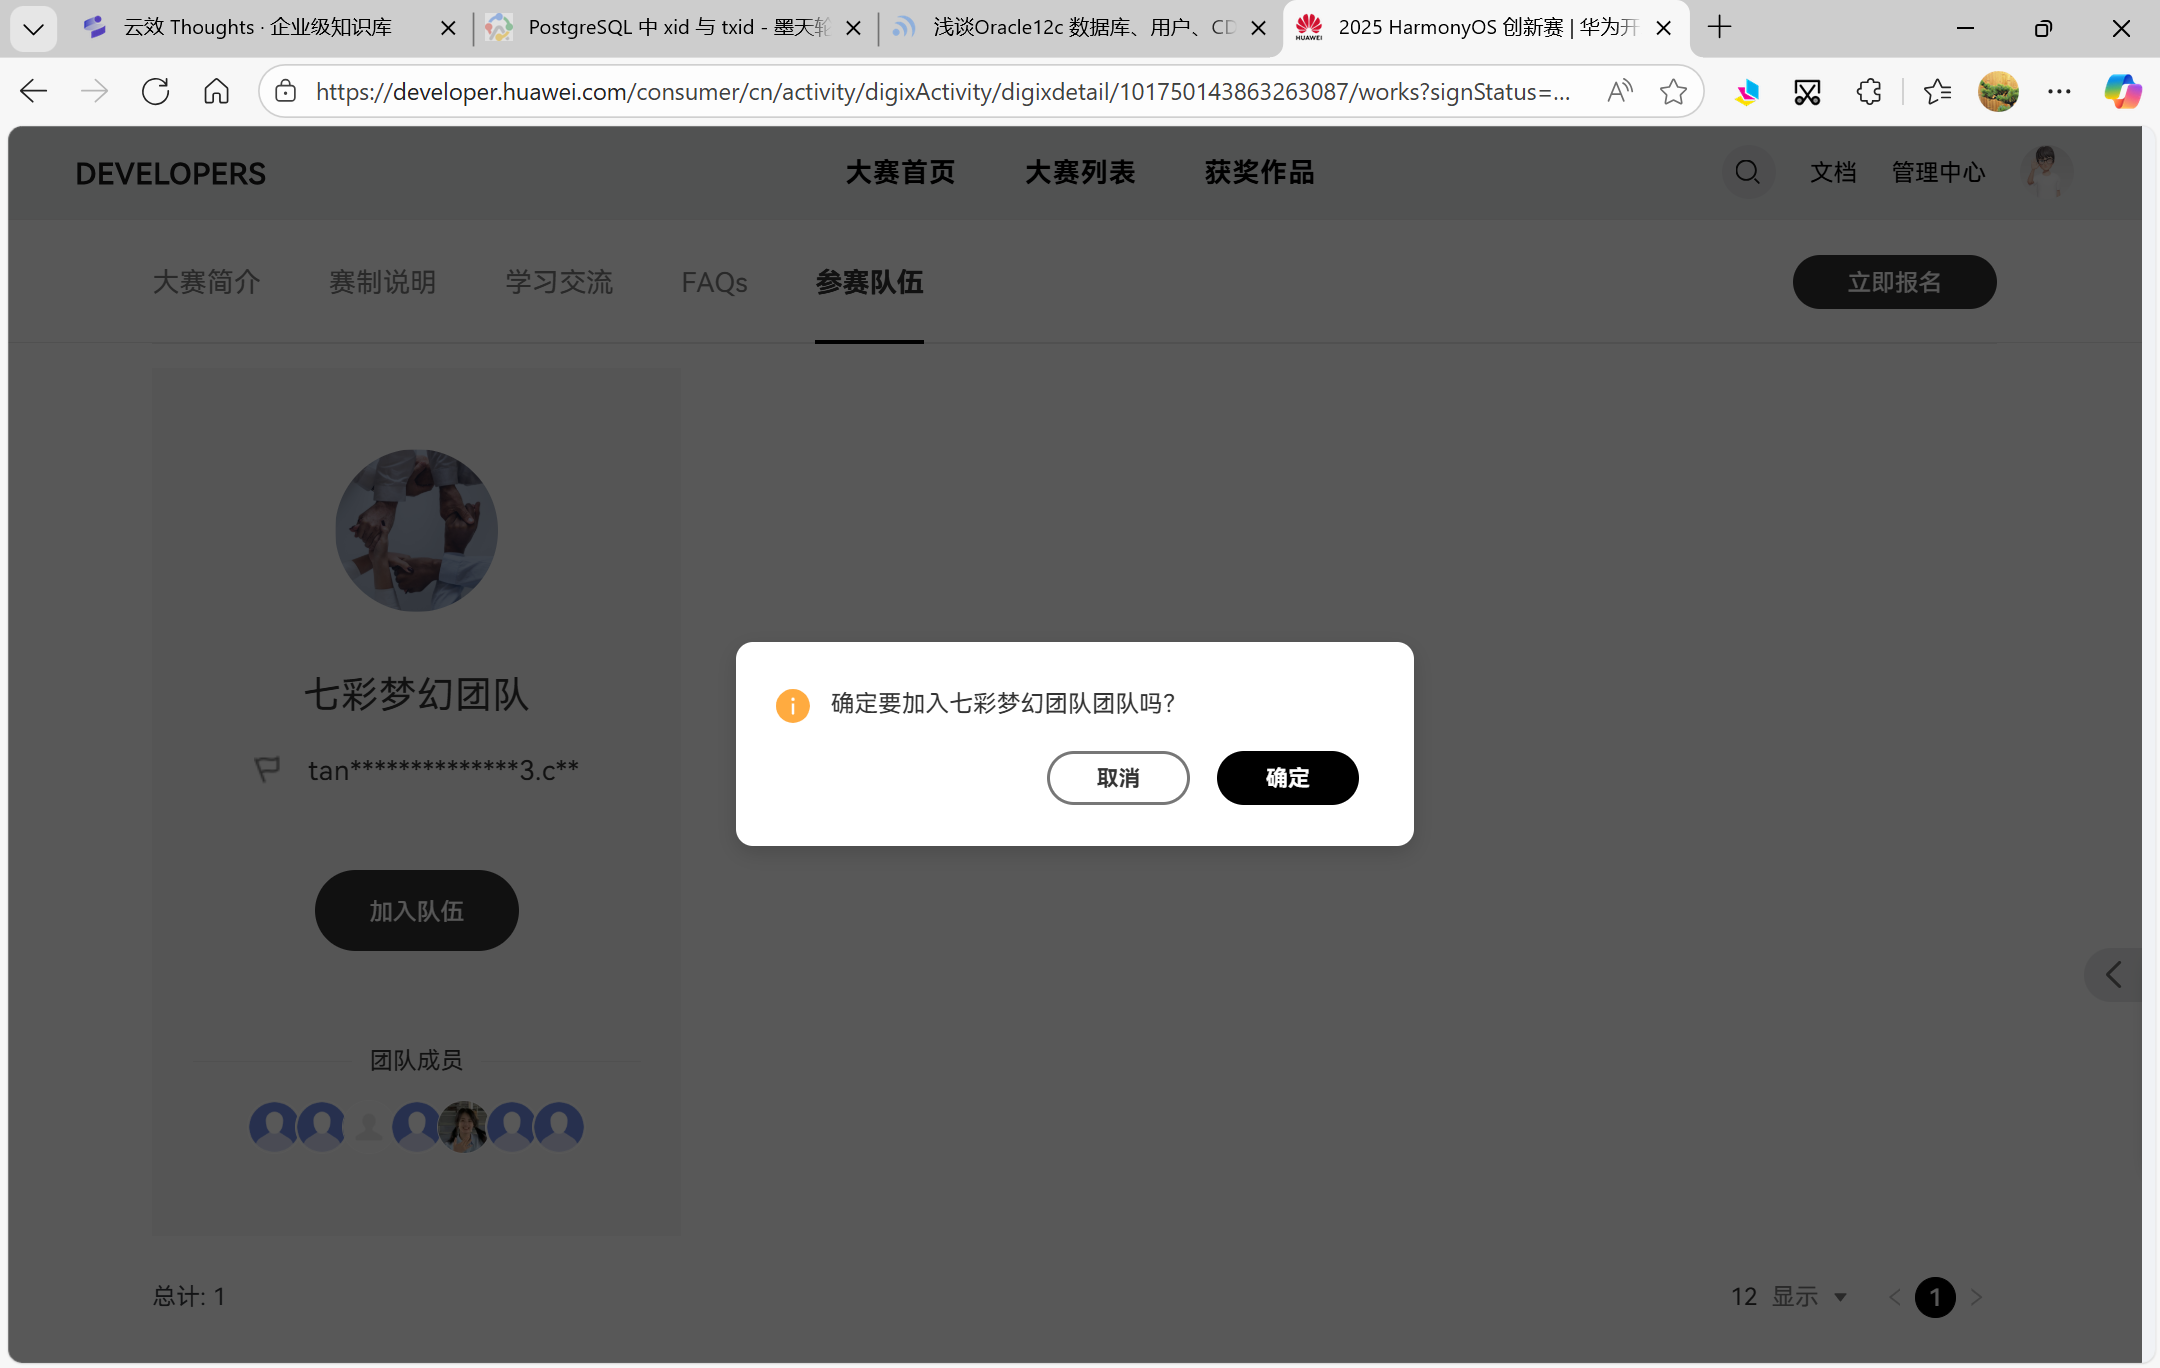 云效 Thoughts · 企业级知识库
PostgreSQL 中 xid 与 txid - 墨天轮
浅谈Oracle12c 数据库、用户、CD
2025 HarmonyOS 创新赛 | 华为开
https://developer.huawei.com/consumer/cn/activity/digixActivity/digixdetail/101750143863263087/works?signStatus=...
DEVELOPERS
大赛首页
大赛列表
获奖作品
文档
管理中心
大赛简介
赛制说明
学习交流
FAQs
参赛队伍
立即报名
七彩梦幻团队
tan**************3.c**
加入队伍
团队成员
确定要加入七彩梦幻团队团队吗?
取消
确定
总计: 1
12 显示
1